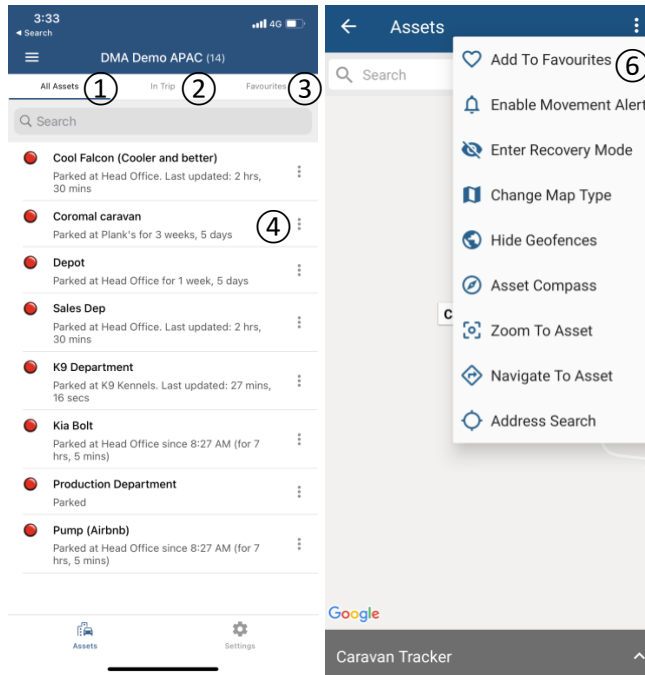 3:33
4G
◄ Search
DMA Demo APAC (14)
All Assets ① In Trip ② Favourites ③
Search
Cool Falcon (Cooler and better)
Parked at Head Office. Last updated: 2 hrs,
30 mins
Coromal caravan
Parked at Plank's for 3 weeks, 5 days
④
Depot
Parked at Head Office for 1 week, 5 days
Sales Dep
Parked at Head Office. Last updated: 2 hrs,
30 mins
K9 Department
Parked at K9 Kennels. Last updated: 27 mins,
16 secs
Kia Bolt
Parked at Head Office since 8:27 AM (for 7
hrs, 5 mins)
Production Department
Parked
Pump (Airbnb)
Parked at Head Office since 8:27 AM (for 7
hrs, 5 mins)
Assets
Settings
Assets
Search
Add To Favourites ⑥
Enable Movement Alert
Enter Recovery Mode
Change Map Type
Hide Geofences
Asset Compass
C
Zoom To Asset
Navigate To Asset
Address Search
Google
Caravan Tracker